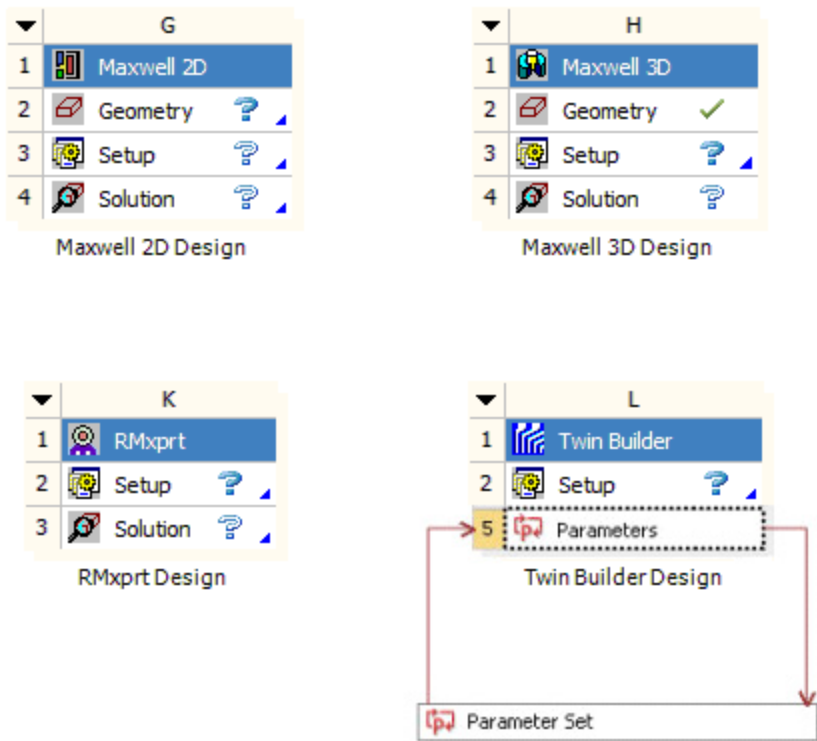 G
1 Maxwell 2D
2 Geometry
3 Setup
4 Solution
Maxwell 2D Design
H
1 Maxwell 3D
2 Geometry
3 Setup
4 Solution
Maxwell 3D Design
K
1 RMxprt
2 Setup
3 Solution
RMxprt Design
L
1 Twin Builder
2 Setup
5 Parameters
Twin Builder Design
Parameter Set